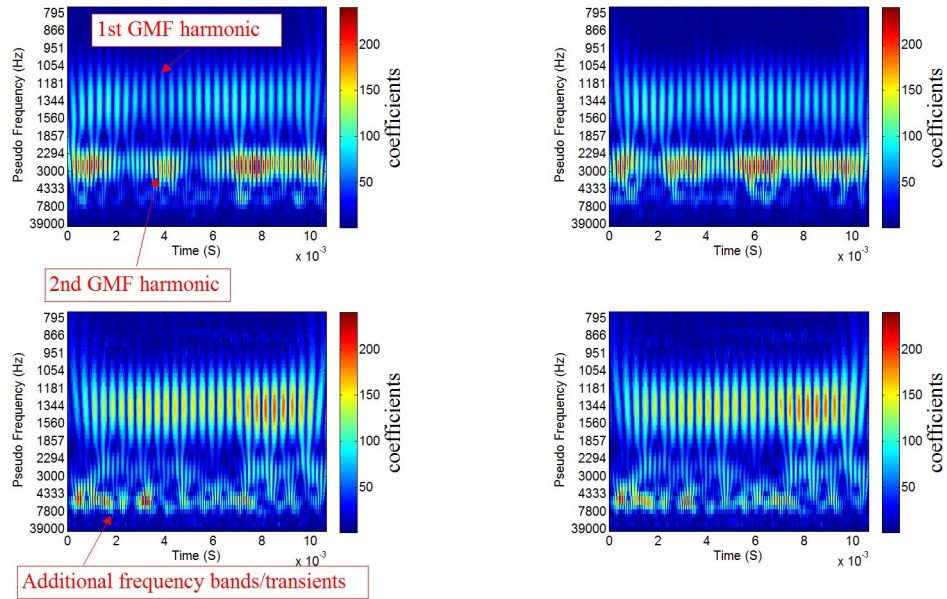 1st GMF harmonic
795
866
951
1054
1181
1344
1560
1857
2294
3000
4333
7800
39000
Pseudo Frequency (Hz)
0 2 4 6 8 10
Time (S)
x 10⁻³
200
150
100
50
coefficients
2nd GMF harmonic
795
866
951
1054
1181
1344
1560
1857
2294
3000
4333
7800
39000
Pseudo Frequency (Hz)
0 2 4 6 8 10
Time (S)
x 10⁻³
200
150
100
50
coefficients
795
866
951
1054
1181
1344
1560
1857
2294
3000
4333
7800
39000
Pseudo Frequency (Hz)
0 2 4 6 8 10
Time (S)
x 10⁻³
200
150
100
50
coefficients
Additional frequency bands/transients
795
866
951
1054
1181
1344
1560
1857
2294
3000
4333
7800
39000
Pseudo Frequency (Hz)
0 2 4 6 8 10
Time (S)
x 10⁻³
200
150
100
50
coefficients